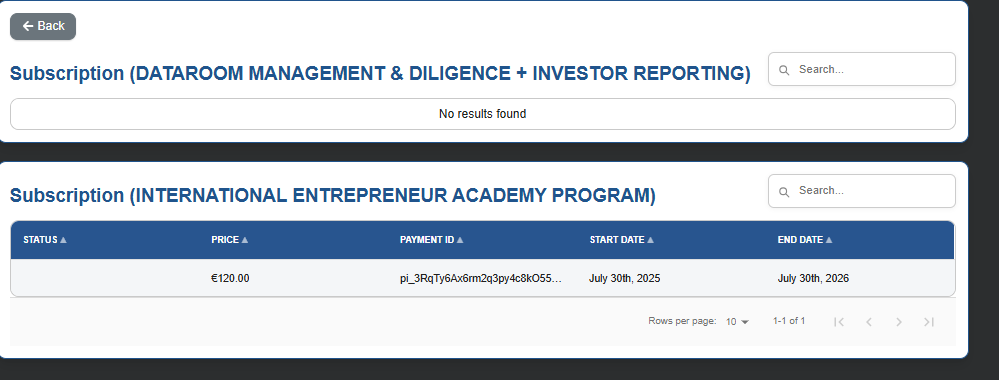 ← Back
Subscription (DATAROOM MANAGEMENT & DILIGENCE + INVESTOR REPORTING)
Search...
No results found
Subscription (INTERNATIONAL ENTREPRENEUR ACADEMY PROGRAM)
Search...
STATUS ▲ PRICE ▲ PAYMENT ID ▲ START DATE ▲ END DATE ▲
€120.00 pi_3RqTy6Ax6rm2q3py4c8kO55... July 30th, 2025 July 30th, 2026
Rows per page: 10 1-1 of 1